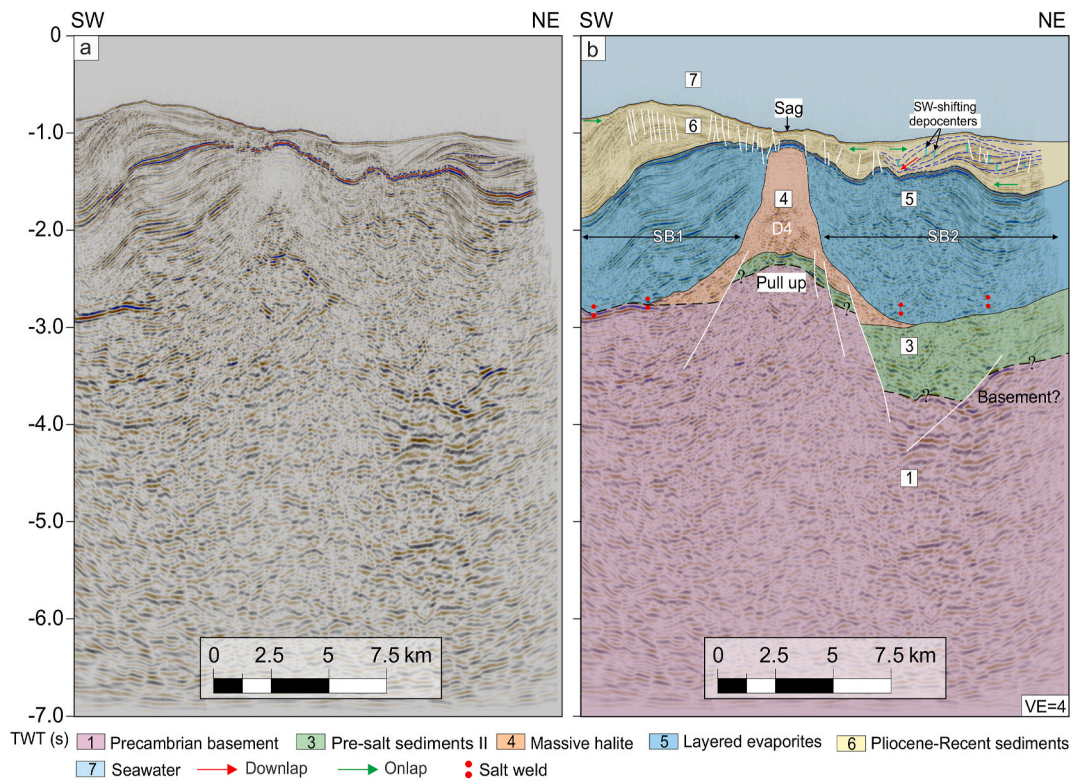 SW NE SW NE
0
a b
7
Sag
SW-shifting
depocenters
6
-1.0
5
4
-2.0
D4
SB1 SB2
?
Pull up
?
-3.0
3
?
?
Basement?
-4.0
1
-5.0
-6.0
0 2.5 5 7.5 km 0 2.5 5 7.5 km
-7.0
VE=4
TWT (s) 1 Precambrian basement 3 Pre-salt sediments II 4 Massive halite 5 Layered evaporites 6 Pliocene-Recent sediments
7 Seawater Downlap Onlap Salt weld